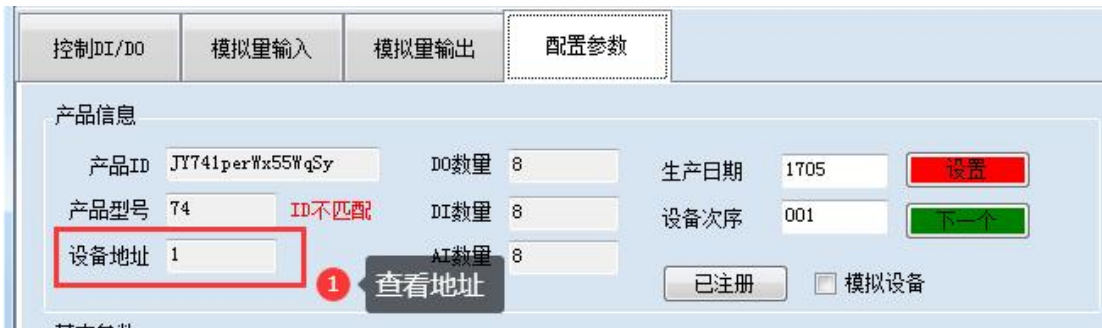 控制DI/DO 模拟量输入 模拟量输出 配置参数
产品信息
产品ID JY741perWx55WqSy DO数量 8 生产日期 1705 设置
产品型号 74 ID不匹配 DI数量 8 设备次序 001 下一个
设备地址 1 AI数量 8
1 查看地址 已注册 模拟设备